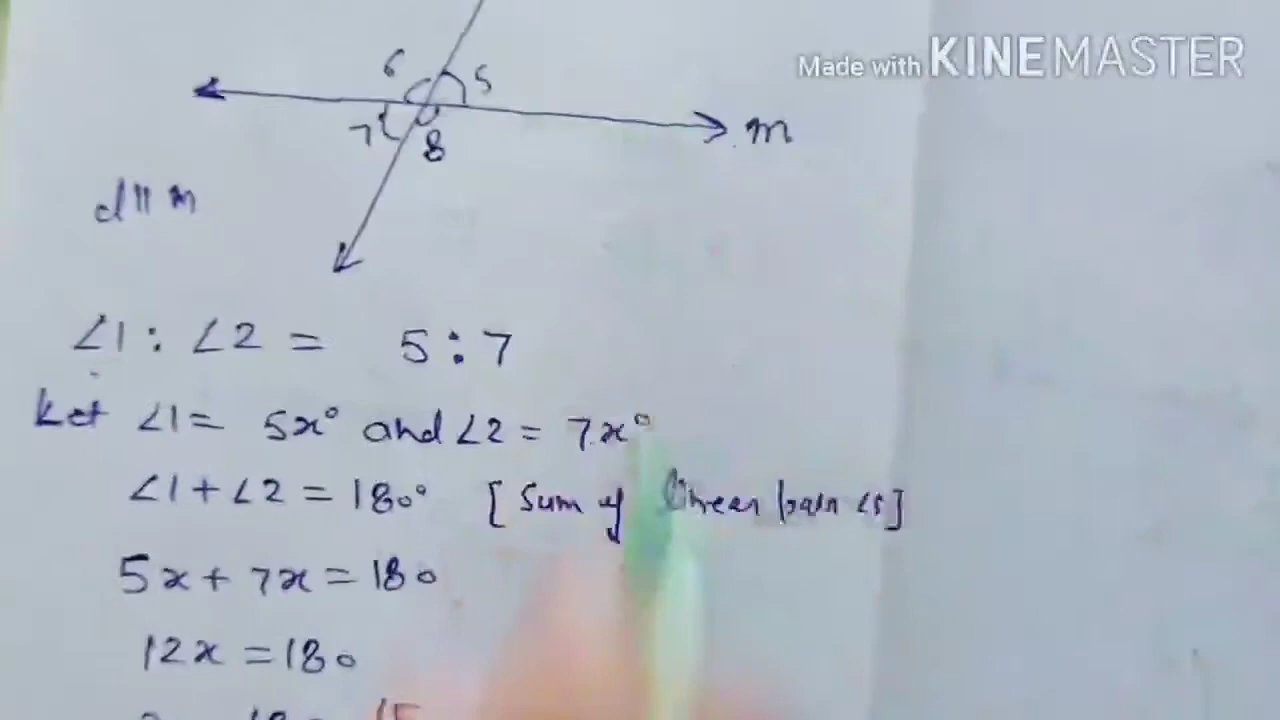 Made with KINEMASTER
6 5
7 8
m
d || m
∠1 : ∠2 = 5 : 7
Let ∠1 = 5x° and ∠2 = 7x°
∠1 + ∠2 = 180° [Sum of linear pair ∠s]
5x + 7x = 180
12x = 180